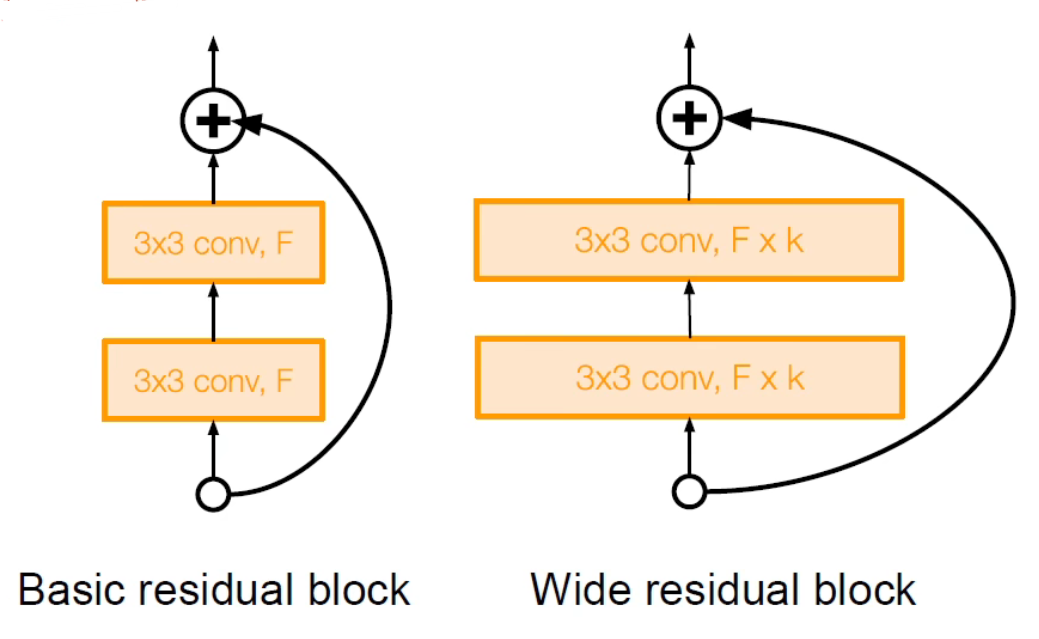 +
+
3x3 conv, F
3x3 conv, F x k
3x3 conv, F
3x3 conv, F x k
Basic residual block
Wide residual block